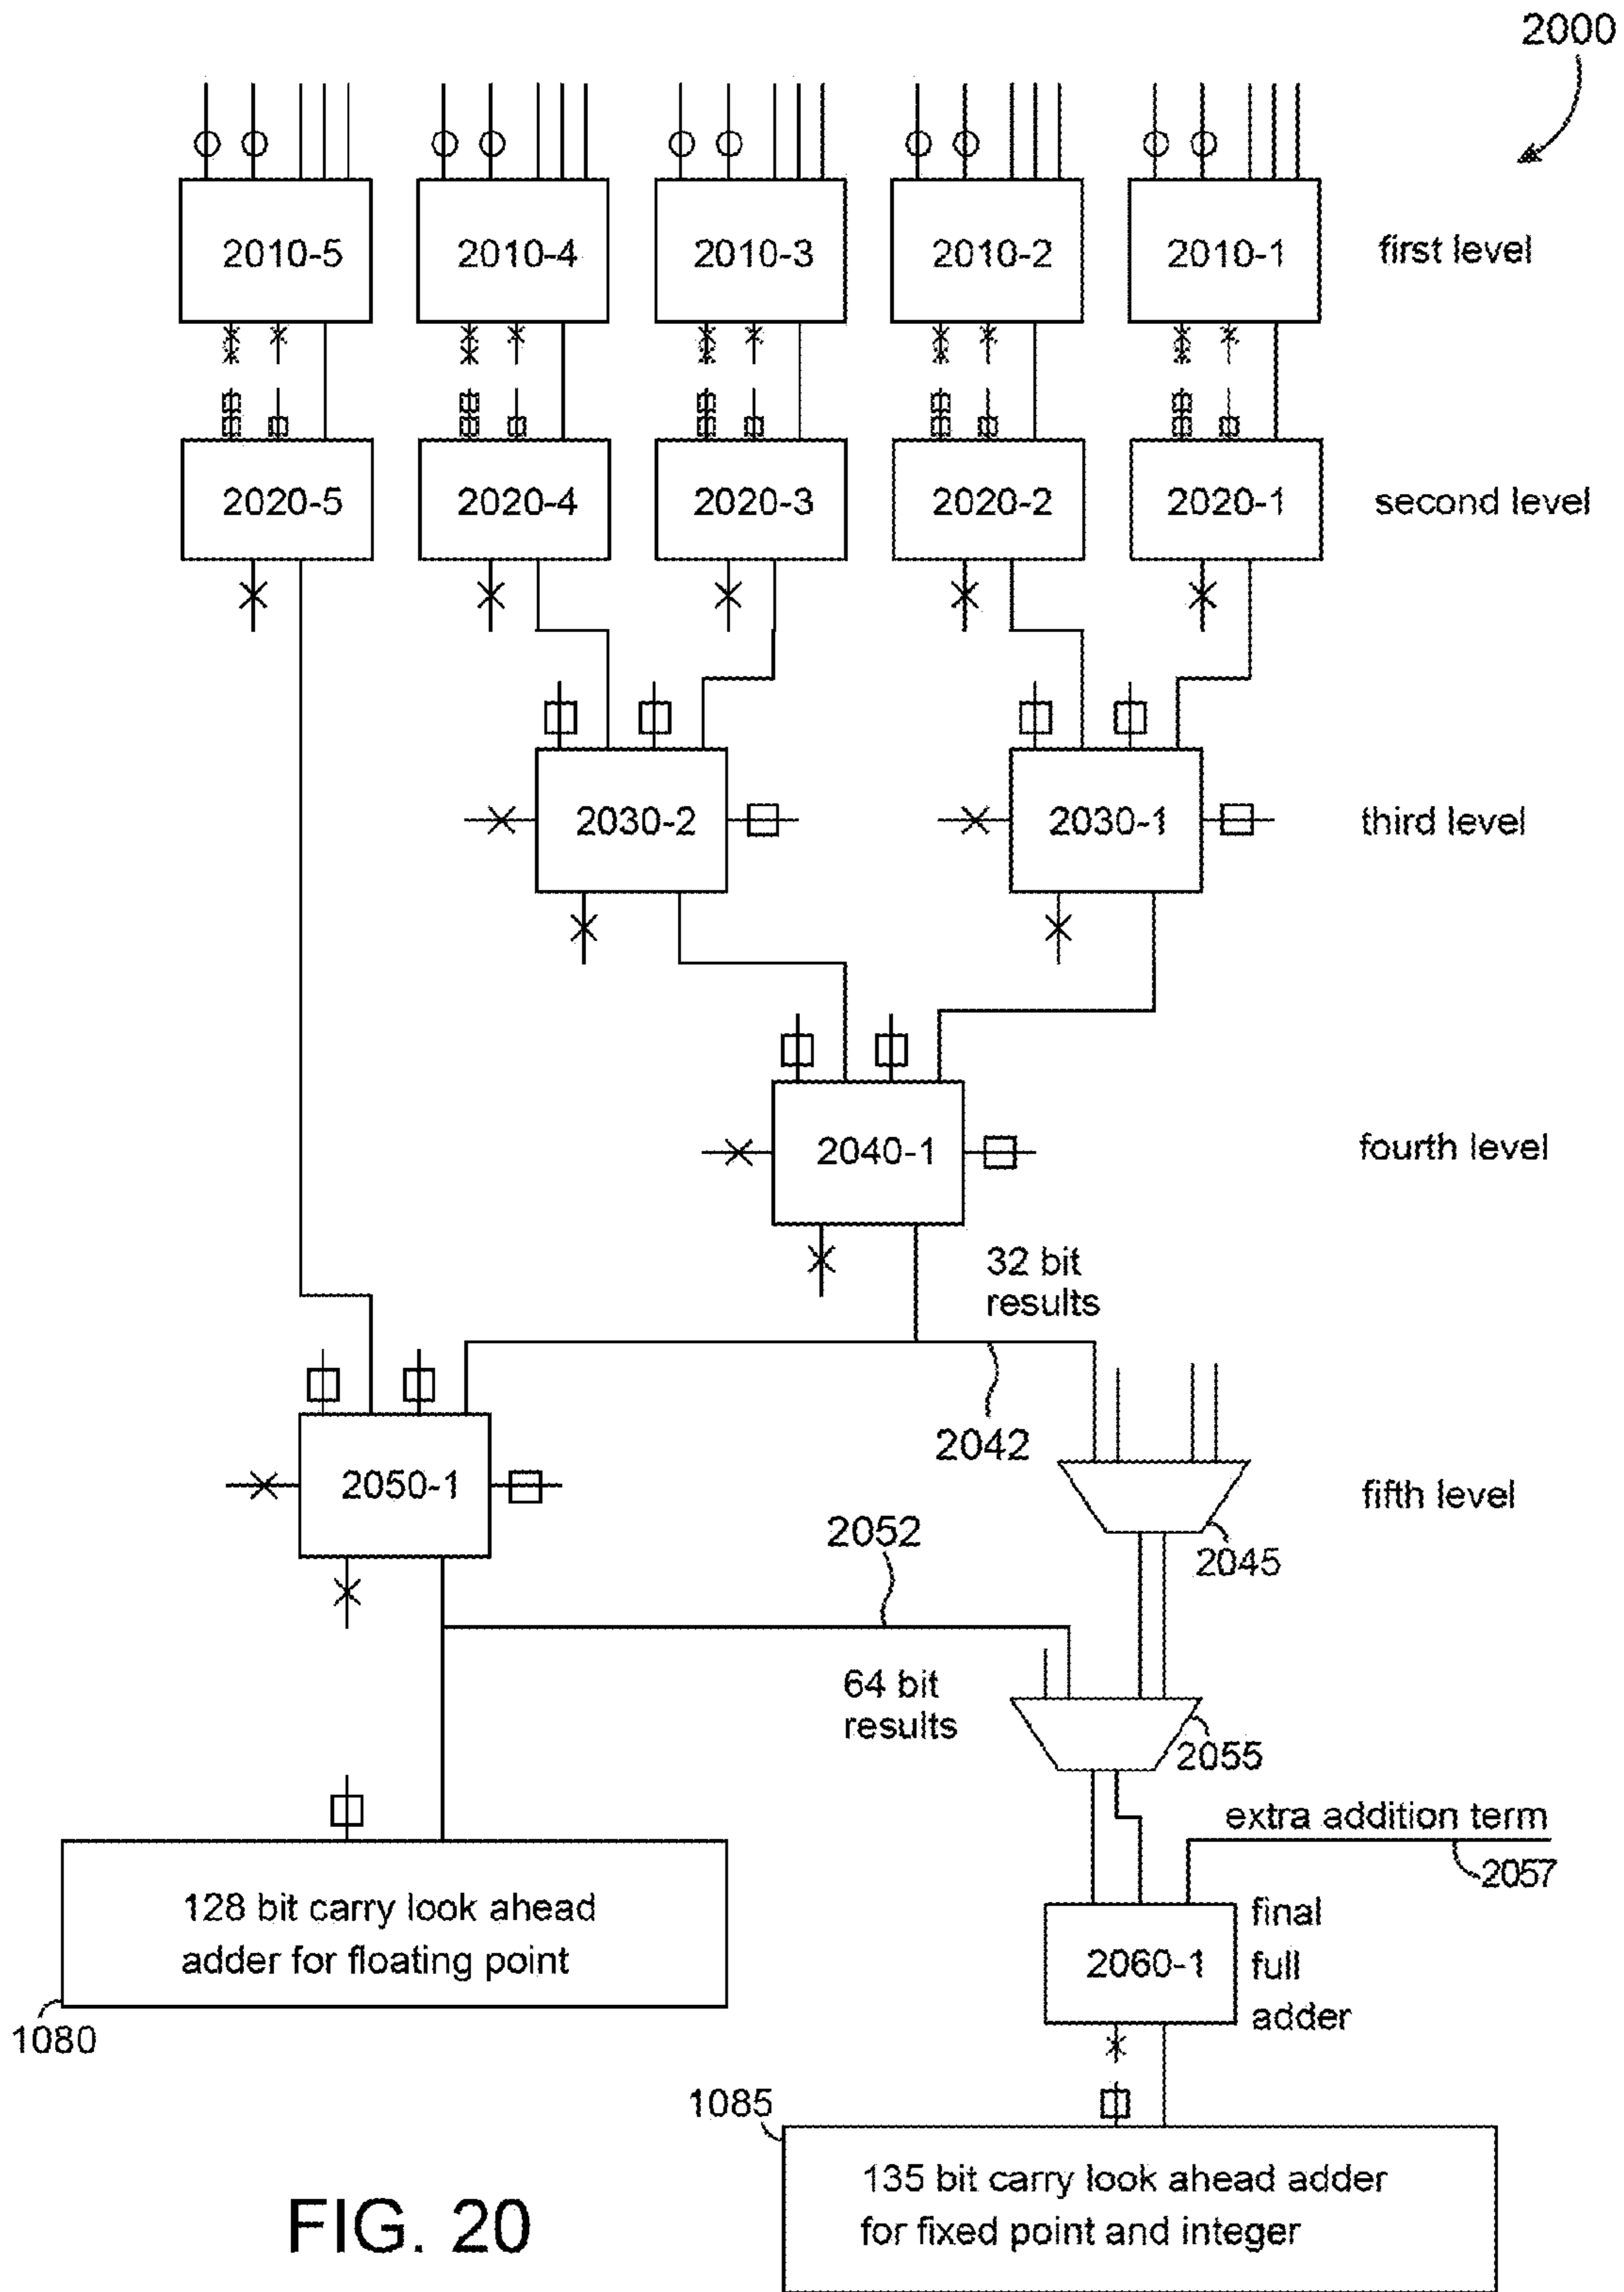 2000
2010-5
2010-4
2010-3
2010-2
2010-1
first level
2020-5
2020-4
2020-3
2020-2
2020-1
second level
2030-2
2030-1
third level
2040-1
fourth level
32 bit
results
2042
2050-1
fifth level
2045
2052
64 bit
results
2055
extra addition term
2057
128 bit carry look ahead
adder for floating point
1080
2060-1
final
full
adder
1085
135 bit carry look ahead adder
for fixed point and integer
FIG. 20